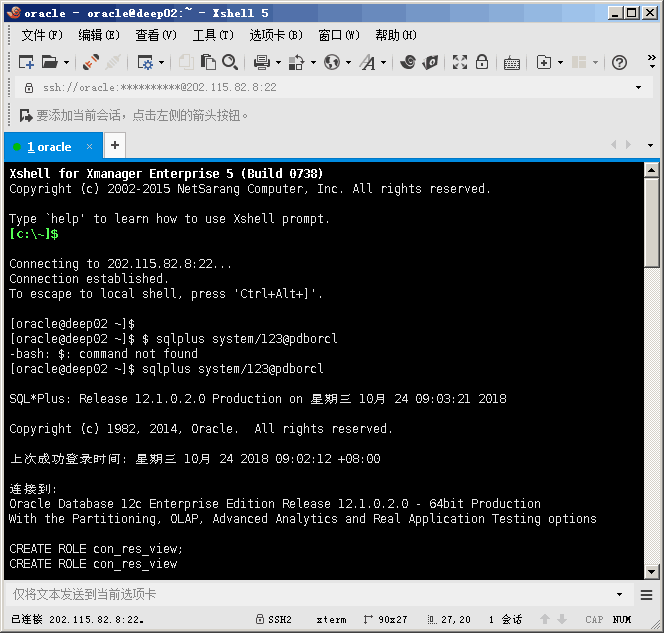 oracle - oracle@deep02:~ - Xshell 5
文件(F) 编辑(E) 查看(V) 工具(T) 选项卡(B) 窗口(W) 帮助(H)
ssh://oracle:**********@202.115.82.8:22
要添加当前会话，点击左侧的箭头按钮。
1 oracle × +
Xshell for Xmanager Enterprise 5 (Build 0738)
Copyright (c) 2002-2015 NetSarang Computer, Inc. All rights reserved.
Type `help' to learn how to use Xshell prompt.
[c:\~]$
Connecting to 202.115.82.8:22...
Connection established.
To escape to local shell, press 'Ctrl+Alt+]'.
[oracle@deep02 ~]$
[oracle@deep02 ~]$ $ sqlplus system/123@pdborcl
-bash: $: command not found
[oracle@deep02 ~]$ sqlplus system/123@pdborcl
SQL*Plus: Release 12.1.0.2.0 Production on 星期三 10月 24 09:03:21 2018
Copyright (c) 1982, 2014, Oracle.  All rights reserved.
上次成功登录时间: 星期三 10月 24 2018 09:02:12 +08:00
连接到:
Oracle Database 12c Enterprise Edition Release 12.1.0.2.0 - 64bit Production
With the Partitioning, OLAP, Advanced Analytics and Real Application Testing options
CREATE ROLE con_res_view;
CREATE ROLE con_res_view
仅将文本发送到当前选项卡
已连接 202.115.82.8:22。 SSH2 xterm 90x27 27,20 1 会话 CAP NUM